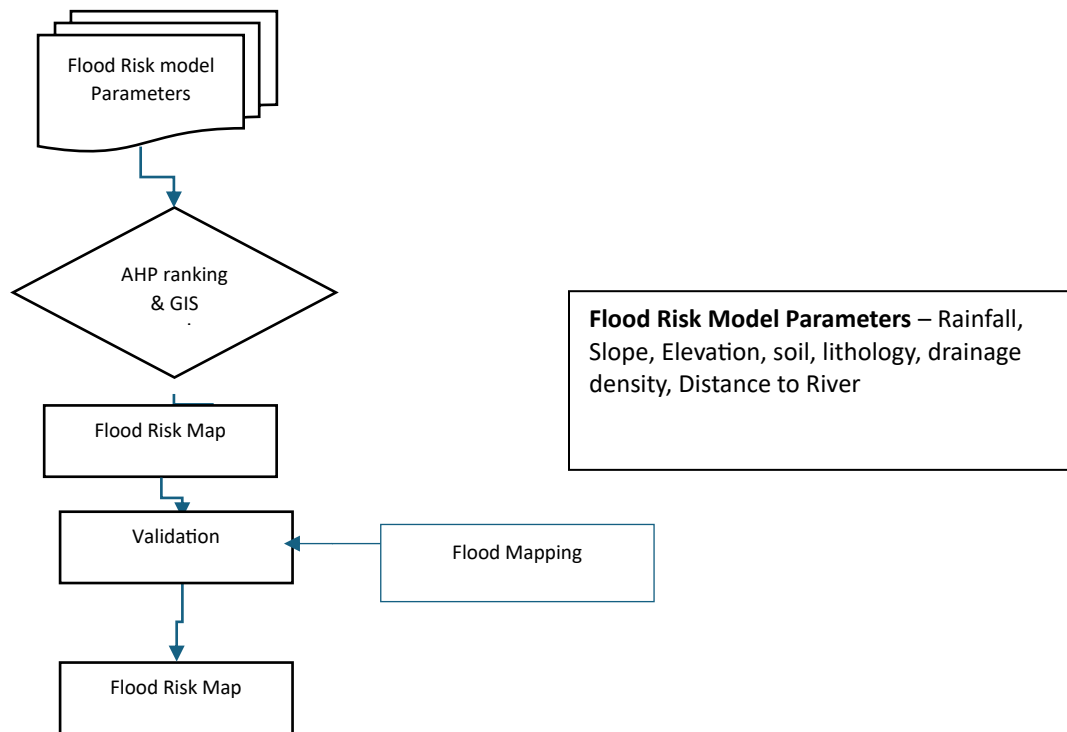 Flood Risk model
Parameters
AHP ranking
& GIS
Flood Risk Model Parameters – Rainfall,
Slope, Elevation, soil, lithology, drainage
density, Distance to River
Flood Risk Map
Validation
Flood Mapping
Flood Risk Map